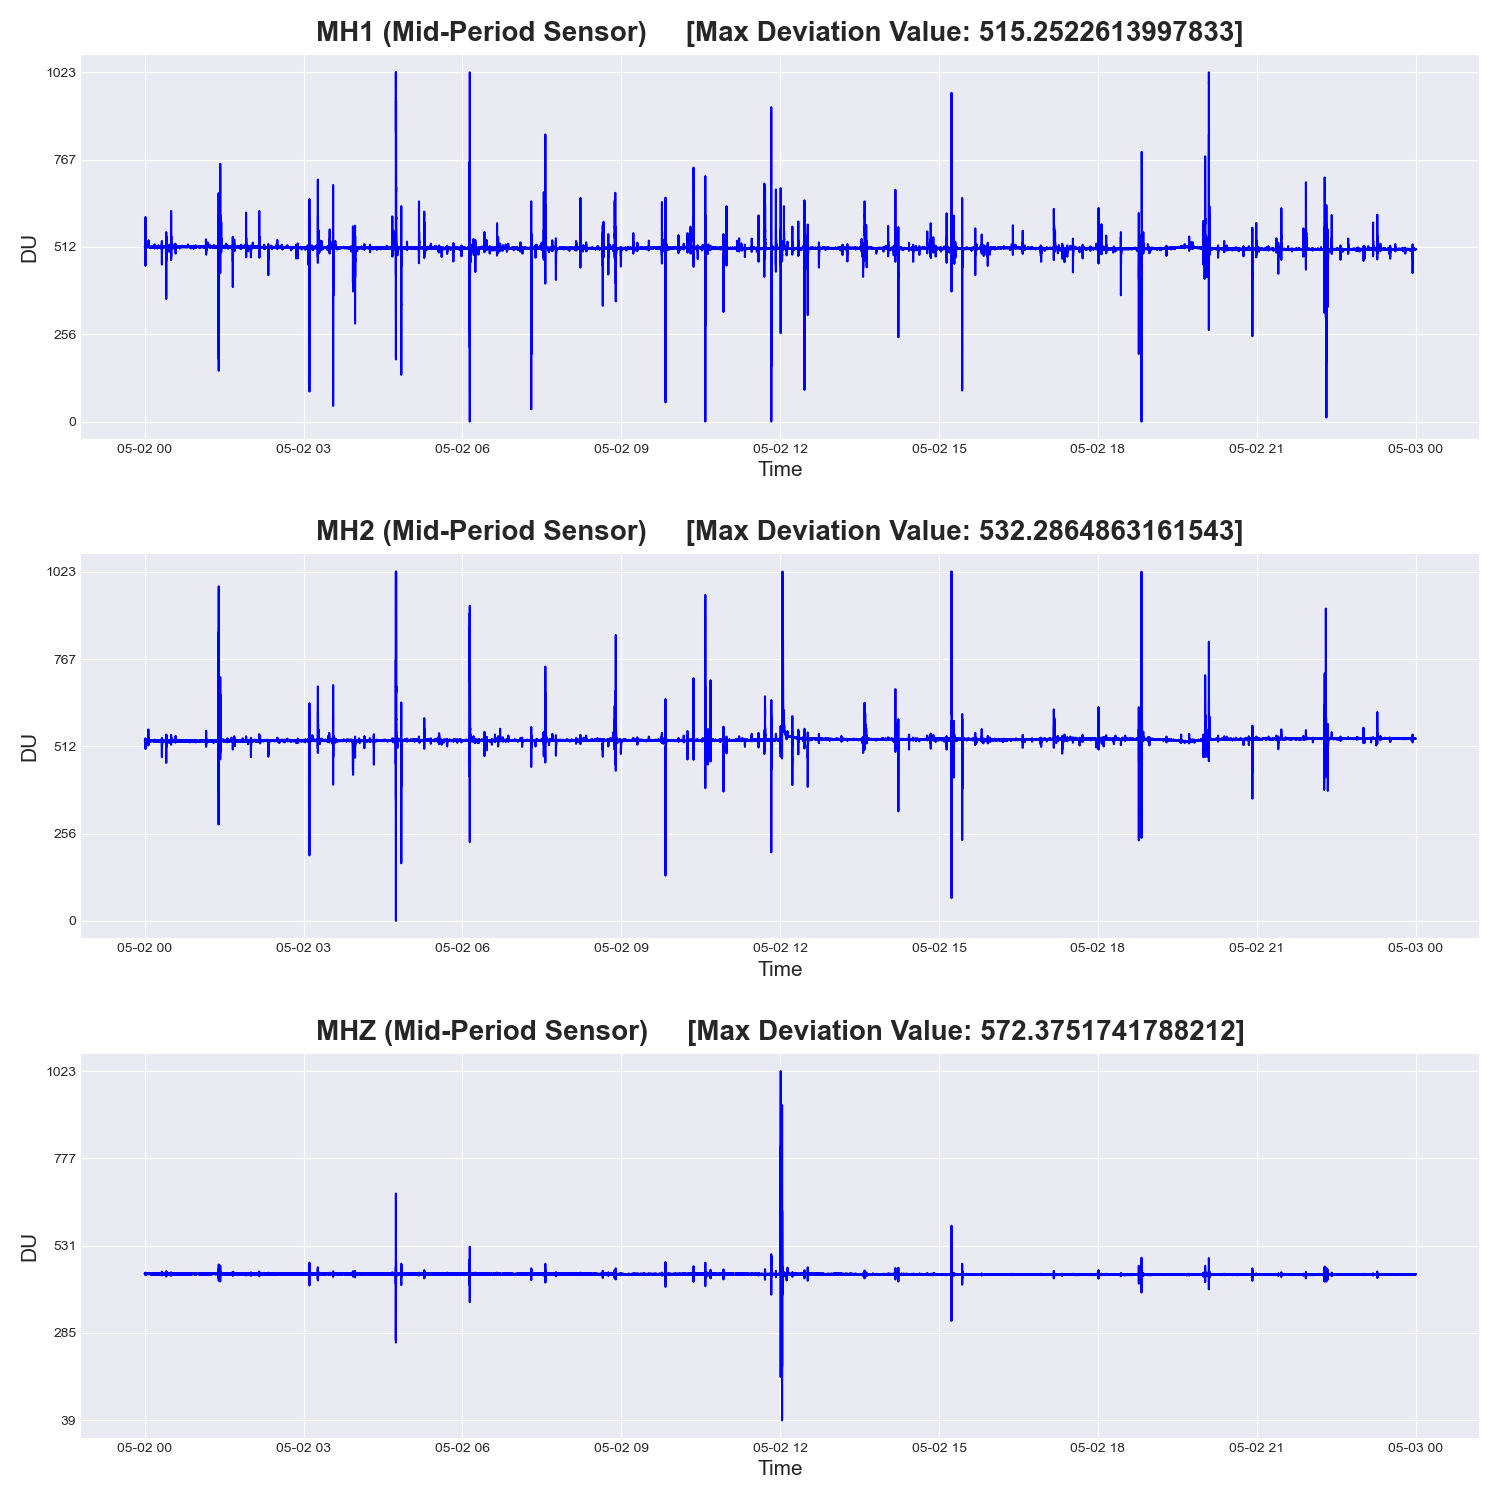 MH1 (Mid-Period Sensor) [Max Deviation Value: 515.2522613997833]
1023
767
512
256
0
DU
05-02 00 05-02 03 05-02 06 05-02 09 05-02 12 05-02 15 05-02 18 05-02 21 05-03 00
Time
MH2 (Mid-Period Sensor) [Max Deviation Value: 532.2864863161543]
1023
767
512
256
0
DU
05-02 00 05-02 03 05-02 06 05-02 09 05-02 12 05-02 15 05-02 18 05-02 21 05-03 00
Time
MHZ (Mid-Period Sensor) [Max Deviation Value: 572.3751741788212]
1023
777
531
285
39
DU
05-02 00 05-02 03 05-02 06 05-02 09 05-02 12 05-02 15 05-02 18 05-02 21 05-03 00
Time